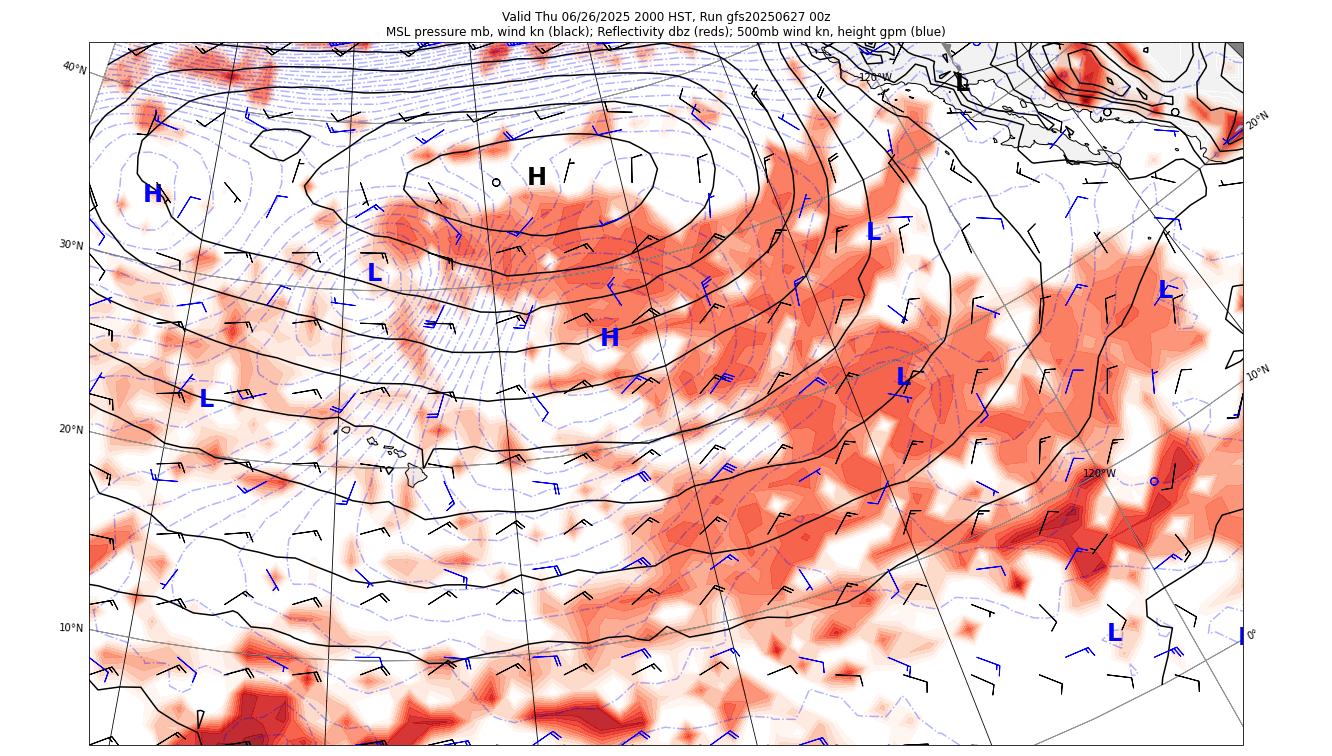 Valid Thu 06/26/2025 2000 HST, Run gfs20250627 00z
MSL pressure mb, wind kn (black); Reflectivity dbz (reds); 500mb wind kn, height gpm (blue)
40°N
120°W
L
20°N
H
H
L
30°N
L
L
H
10°N
L
L
20°N
120°W
10°N
L
0°